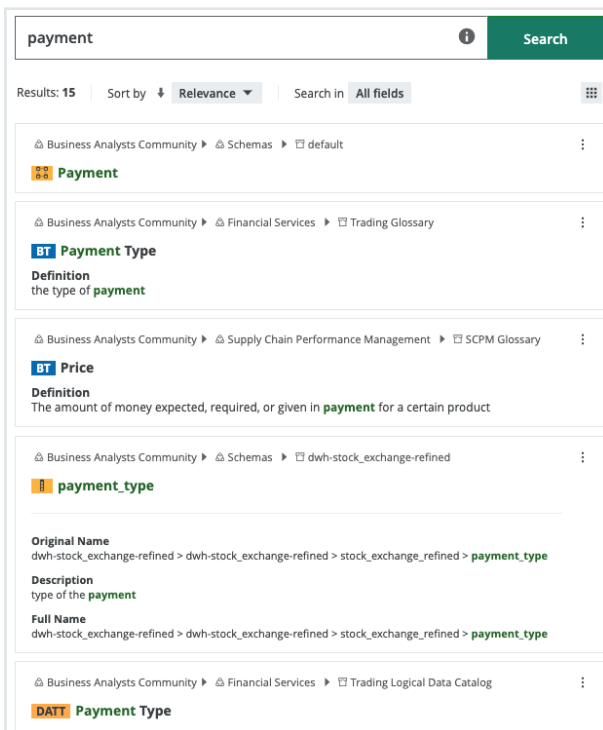 payment
Search
Results: 15 Sort by Relevance Search in All fields
Business Analysts Community Schemas default
Payment
Business Analysts Community Financial Services Trading Glossary
BT Payment Type
Definition
the type of payment
Business Analysts Community Supply Chain Performance Management SCPM Glossary
BT Price
Definition
The amount of money expected, required, or given in payment for a certain product
Business Analysts Community Schemas dwh-stock_exchange-refined
payment_type
Original Name
dwh-stock_exchange-refined > dwh-stock_exchange-refined > stock_exchange_refined > payment_type
Description
type of the payment
Full Name
dwh-stock_exchange-refined > dwh-stock_exchange-refined > stock_exchange_refined > payment_type
Business Analysts Community Financial Services Trading Logical Data Catalog
DATT Payment Type